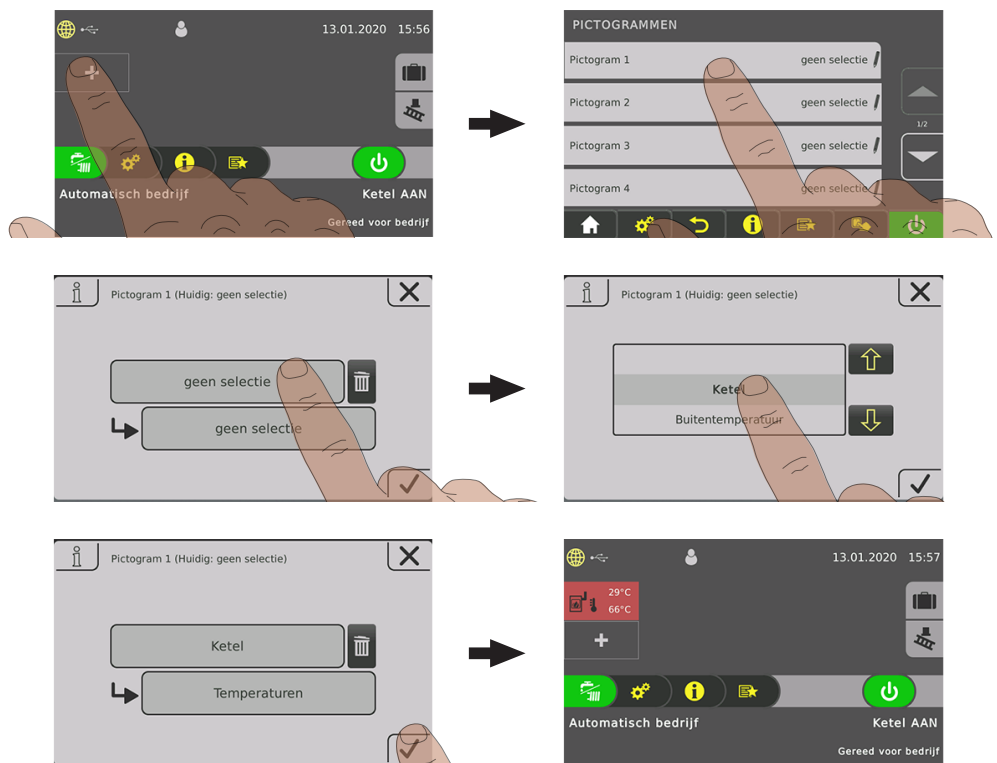 13.01.2020 15:56
+
Automatisch bedrijf Ketel AAN
Gereed voor bedrijf
PICTOGRAMMEN
Pictogram 1 geen selectie
Pictogram 2 geen selectie
1/2
Pictogram 3 geen selectie
Pictogram 4 geen selectie
Pictogram 1 (Huidig: geen selectie)
geen selectie
geen selectie
Pictogram 1 (Huidig: geen selectie)
Ketel
Buitentemperatuur
Pictogram 1 (Huidig: geen selectie)
Ketel
Temperaturen
13.01.2020 15:57
29°C
66°C
+
Automatisch bedrijf Ketel AAN
Gereed voor bedrijf